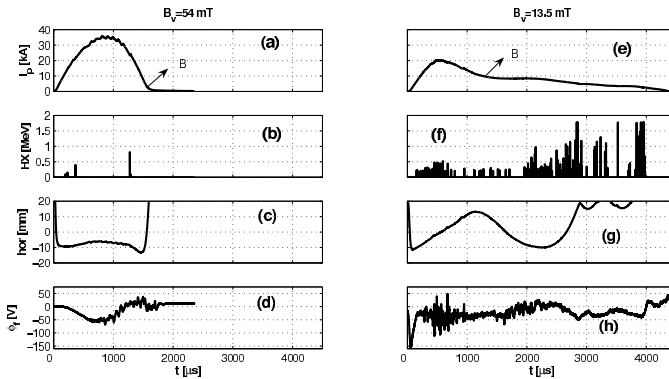 B_v=54 mT
I_P [kA]
40
30
20
10
0
(a)
B
HX [MeV]
2
1.5
1
0.5
0
(b)
hor [mm]
20
10
0
−10
−20
(c)
ϕ_f [V]
50
0
−50
−100
−150
(d)
0 1000 2000 3000 4000
t [μs]
B_v=13.5 mT
(e)
B
(f)
(g)
(h)
0 1000 2000 3000 4000
t [μs]